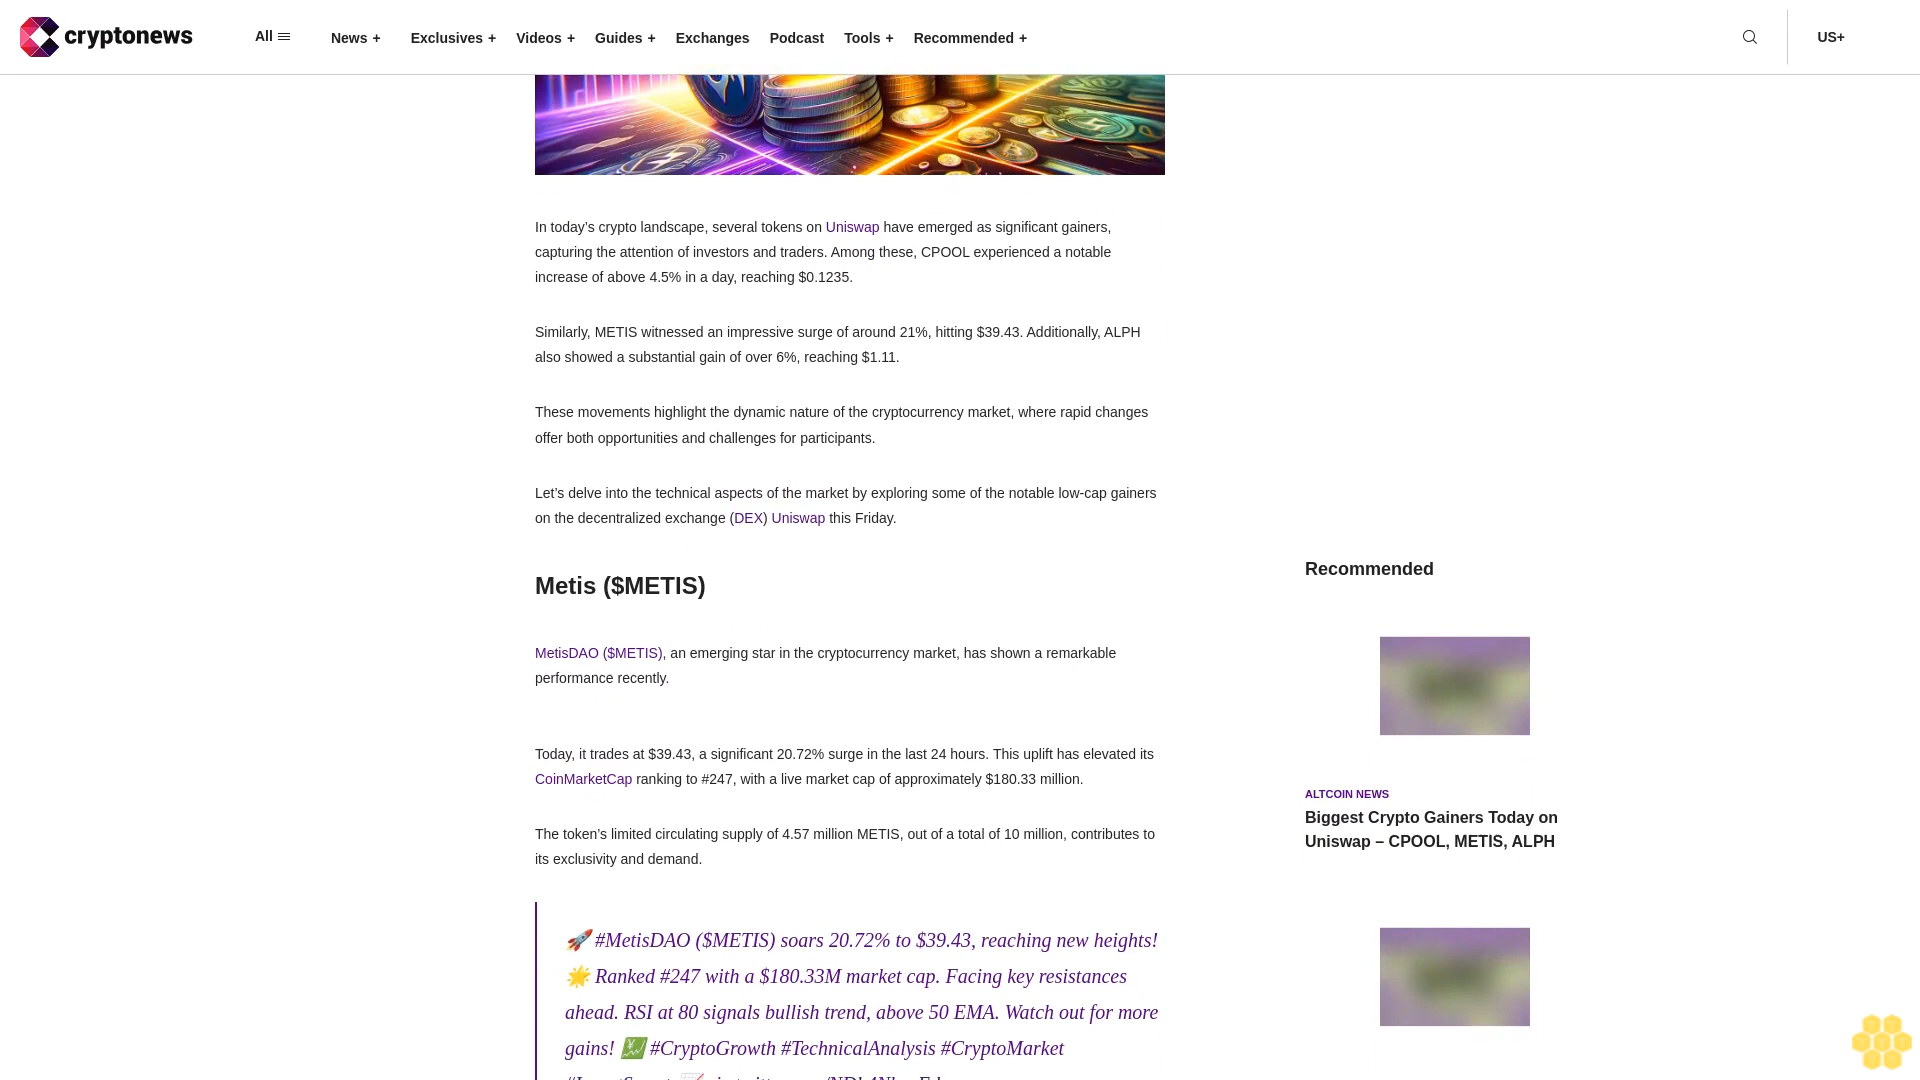 cryptonews
All
News +
Exclusives +
Videos +
Guides +
Exchanges
Podcast
Tools +
Recommended +
US+
In today’s crypto landscape, several tokens on Uniswap have emerged as significant gainers,
capturing the attention of investors and traders. Among these, CPOOL experienced a notable
increase of above 4.5% in a day, reaching $0.1235.
Similarly, METIS witnessed an impressive surge of around 21%, hitting $39.43. Additionally, ALPH
also showed a substantial gain of over 6%, reaching $1.11.
These movements highlight the dynamic nature of the cryptocurrency market, where rapid changes
offer both opportunities and challenges for participants.
Let’s delve into the technical aspects of the market by exploring some of the notable low-cap gainers
on the decentralized exchange (DEX) Uniswap this Friday.
Metis ($METIS)
MetisDAO ($METIS), an emerging star in the cryptocurrency market, has shown a remarkable
performance recently.
Today, it trades at $39.43, a significant 20.72% surge in the last 24 hours. This uplift has elevated its
CoinMarketCap ranking to #247, with a live market cap of approximately $180.33 million.
The token’s limited circulating supply of 4.57 million METIS, out of a total of 10 million, contributes to
its exclusivity and demand.
🚀 #MetisDAO ($METIS) soars 20.72% to $39.43, reaching new heights!
🌟 Ranked #247 with a $180.33M market cap. Facing key resistances
ahead. RSI at 80 signals bullish trend, above 50 EMA. Watch out for more
gains! 💹 #CryptoGrowth #TechnicalAnalysis #CryptoMarket
Recommended
ALTCOIN NEWS
Biggest Crypto Gainers Today on
Uniswap – CPOOL, METIS, ALPH